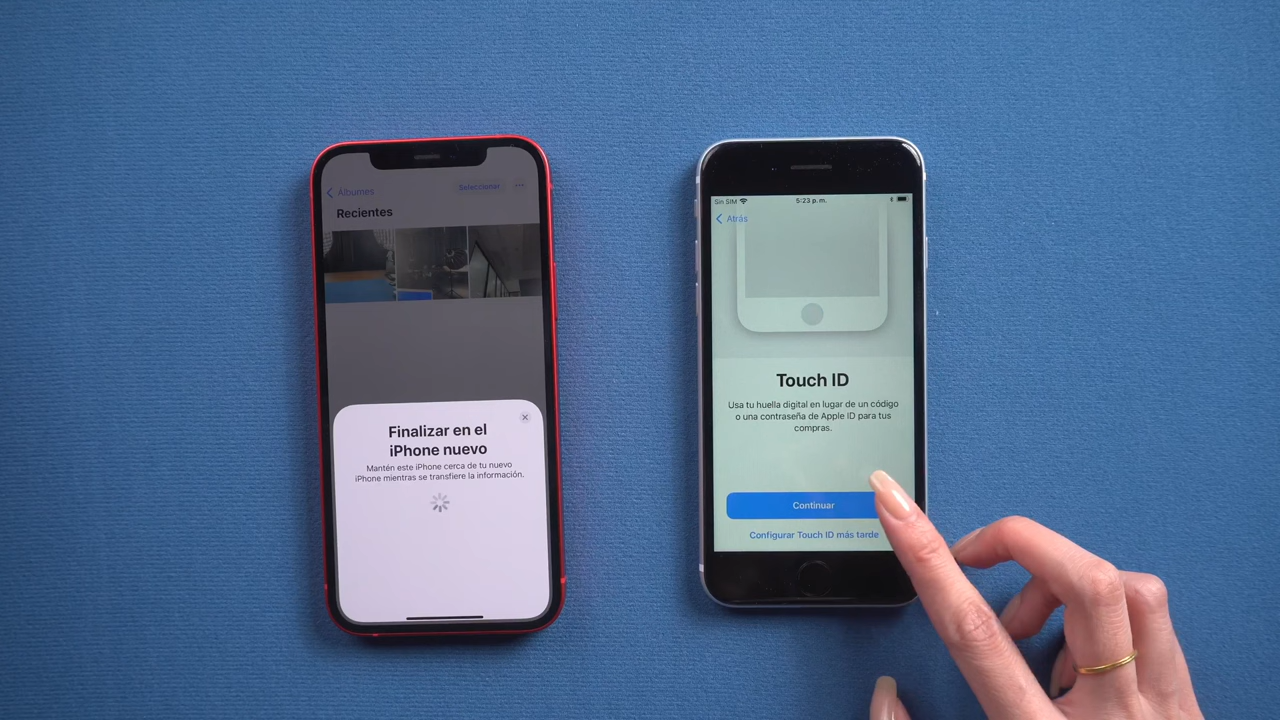 Álbumes
Seleccionar
Recientes
Finalizar en el
iPhone nuevo
Mantén este iPhone cerca de tu nuevo
iPhone mientras se transfiere la información.
Sin SIM
5:23 p. m.
Atrás
Touch ID
Usa tu huella digital en lugar de un código
o una contraseña de Apple ID para tus
compras.
Continuar
Configurar Touch ID más tarde